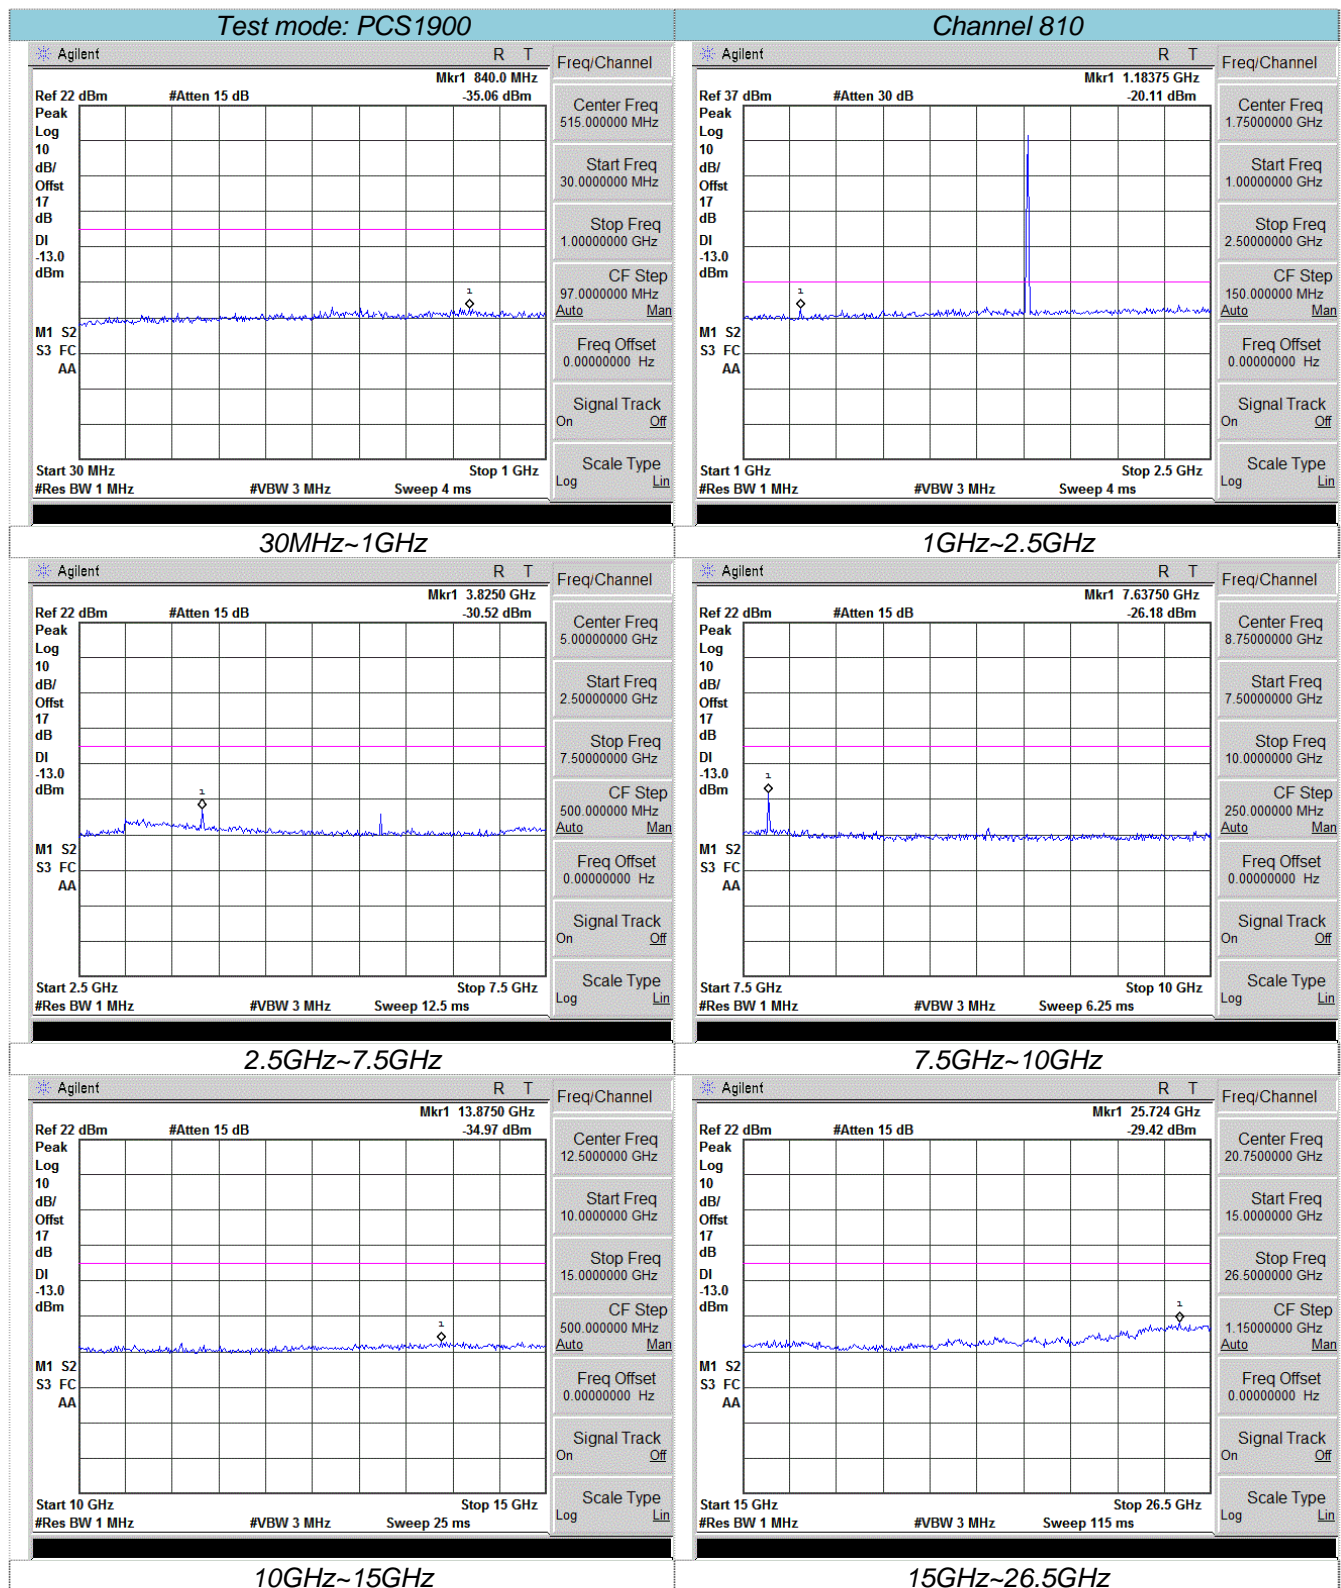 Test mode: PCS1900
Channel 810
Agilent
R T
Freq/Channel
Mkr1 840.0 MHz
Ref 22 dBm #Atten 15 dB -35.06 dBm
Peak
Log
10
dB/
Offst
17
dB
DI
-13.0
dBm
1
M1 S2
S3 FC
AA
Start 30 MHz Stop 1 GHz
#Res BW 1 MHz #VBW 3 MHz Sweep 4 ms
Center Freq
515.000000 MHz
Start Freq
30.0000000 MHz
Stop Freq
1.00000000 GHz
CF Step
97.0000000 MHz
Auto Man
Freq Offset
0.00000000 Hz
Signal Track
On Off
Scale Type
Log Lin
Agilent
R T
Freq/Channel
Mkr1 1.18375 GHz
Ref 37 dBm #Atten 30 dB -20.11 dBm
Peak
Log
10
dB/
Offst
17
dB
DI
-13.0
dBm
1
M1 S2
S3 FC
AA
Start 1 GHz Stop 2.5 GHz
#Res BW 1 MHz #VBW 3 MHz Sweep 4 ms
Center Freq
1.75000000 GHz
Start Freq
1.00000000 GHz
Stop Freq
2.50000000 GHz
CF Step
150.000000 MHz
Auto Man
Freq Offset
0.00000000 Hz
Signal Track
On Off
Scale Type
Log Lin
30MHz~1GHz
1GHz~2.5GHz
Agilent
R T
Freq/Channel
Mkr1 3.8250 GHz
Ref 22 dBm #Atten 15 dB -30.52 dBm
Peak
Log
10
dB/
Offst
17
dB
DI
-13.0
dBm
1
M1 S2
S3 FC
AA
Start 2.5 GHz Stop 7.5 GHz
#Res BW 1 MHz #VBW 3 MHz Sweep 12.5 ms
Center Freq
5.00000000 GHz
Start Freq
2.50000000 GHz
Stop Freq
7.50000000 GHz
CF Step
500.000000 MHz
Auto Man
Freq Offset
0.00000000 Hz
Signal Track
On Off
Scale Type
Log Lin
Agilent
R T
Freq/Channel
Mkr1 7.63750 GHz
Ref 22 dBm #Atten 15 dB -26.18 dBm
Peak
Log
10
dB/
Offst
17
dB
DI
-13.0
dBm
1
M1 S2
S3 FC
AA
Start 7.5 GHz Stop 10 GHz
#Res BW 1 MHz #VBW 3 MHz Sweep 6.25 ms
Center Freq
8.75000000 GHz
Start Freq
7.50000000 GHz
Stop Freq
10.0000000 GHz
CF Step
250.000000 MHz
Auto Man
Freq Offset
0.00000000 Hz
Signal Track
On Off
Scale Type
Log Lin
2.5GHz~7.5GHz
7.5GHz~10GHz
Agilent
R T
Freq/Channel
Mkr1 13.8750 GHz
Ref 22 dBm #Atten 15 dB -34.97 dBm
Peak
Log
10
dB/
Offst
17
dB
DI
-13.0
dBm
1
M1 S2
S3 FC
AA
Start 10 GHz Stop 15 GHz
#Res BW 1 MHz #VBW 3 MHz Sweep 25 ms
Center Freq
12.5000000 GHz
Start Freq
10.0000000 GHz
Stop Freq
15.0000000 GHz
CF Step
500.000000 MHz
Auto Man
Freq Offset
0.00000000 Hz
Signal Track
On Off
Scale Type
Log Lin
Agilent
R T
Freq/Channel
Mkr1 25.724 GHz
Ref 22 dBm #Atten 15 dB -29.42 dBm
Peak
Log
10
dB/
Offst
17
dB
DI
-13.0
dBm
1
M1 S2
S3 FC
AA
Start 15 GHz Stop 26.5 GHz
#Res BW 1 MHz #VBW 3 MHz Sweep 115 ms
Center Freq
20.7500000 GHz
Start Freq
15.0000000 GHz
Stop Freq
26.5000000 GHz
CF Step
1.15000000 GHz
Auto Man
Freq Offset
0.00000000 Hz
Signal Track
On Off
Scale Type
Log Lin
10GHz~15GHz
15GHz~26.5GHz